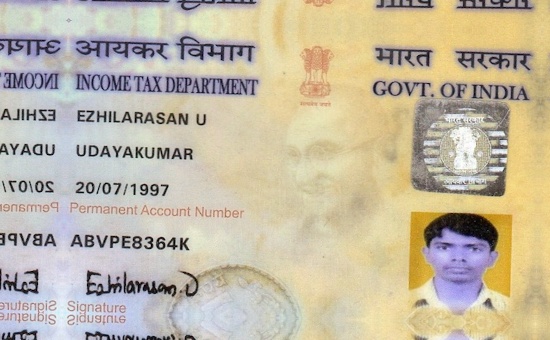 आयकर विभाग
भारत सरकार
INCOME TAX DEPARTMENT
GOVT. OF INDIA
EZHILARASAN U
UDAYAKUMAR
20/07/1997
Permanent Account Number
ABVPE8364K
Ezhilarasan.U
Signature